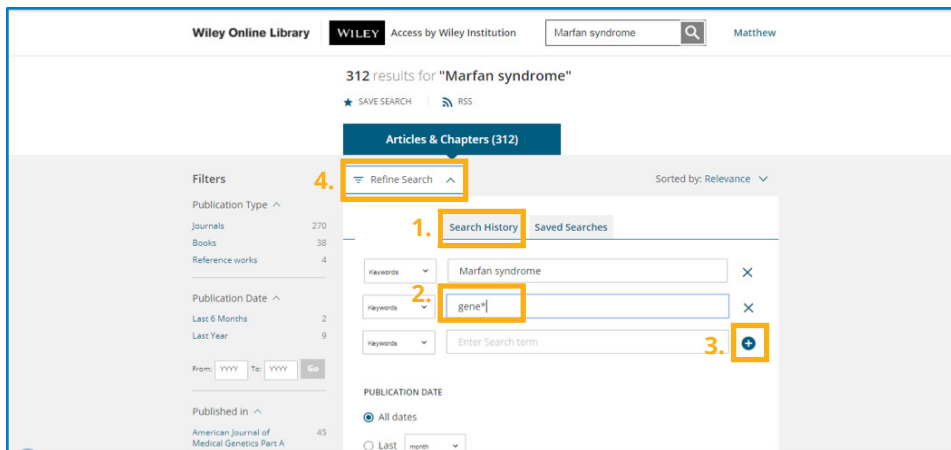 Wiley Online Library WILEY Access by Wiley Institution Marfan syndrome Matthew
312 results for "Marfan syndrome"
SAVE SEARCH RSS
Articles & Chapters (312)
Filters
Publication Type
Journals 270
Books 38
Reference works 4
Publication Date
Last 6 Months 2
Last Year 9
From: YYYY To: YYYY Go
Published in
American Journal of 45
Medical Genetics Part A
4. Refine Search Sorted by: Relevance
1. Search History Saved Searches
Keywords Marfan syndrome
2.
Keywords gene*
Keywords Enter Search term 3.
PUBLICATION DATE
All dates
Last month